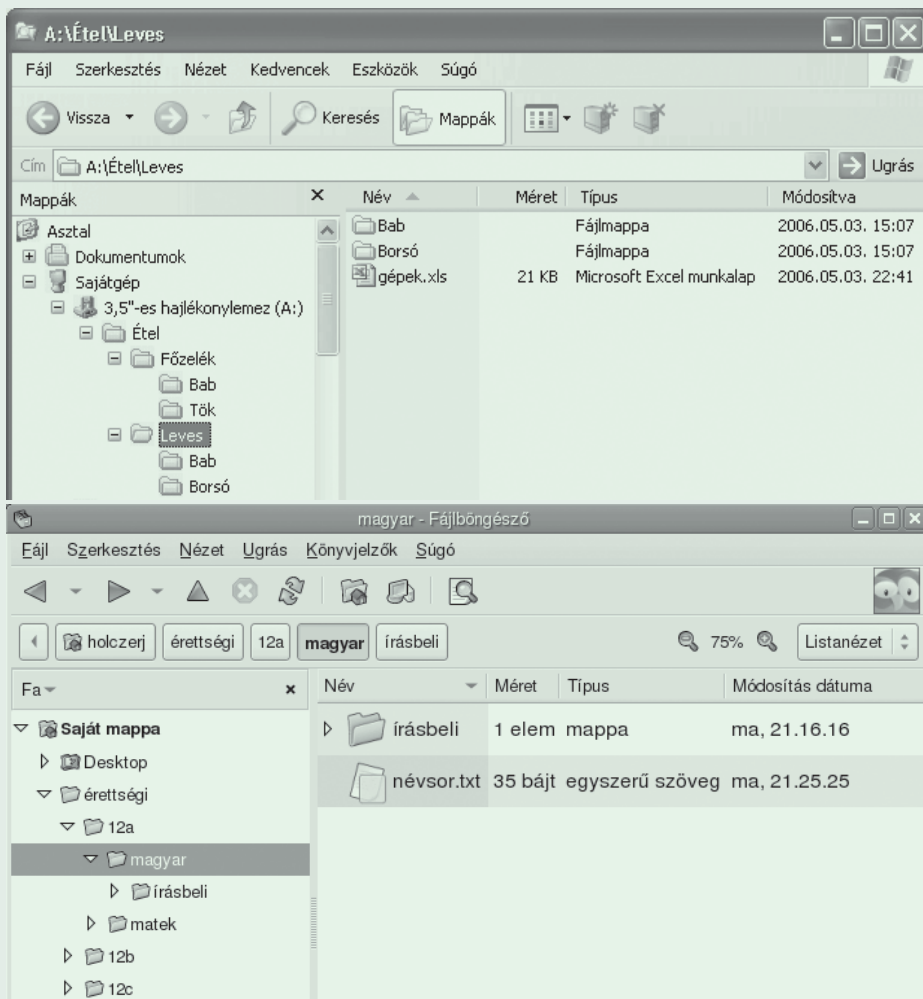 A:\Étel\Leves
Fájl Szerkesztés Nézet Kedvencek Eszközök Súgó
Vissza Keresés Mappák
Cím A:\Étel\Leves Ugrás
Mappák Név Méret Típus Módosítva
Asztal
Dokumentumok
Sajátgép
3,5"-es hajlékonylemez (A:)
Étel
Főzelék
Bab
Tök
Leves
Bab
Borsó
Bab Fájlmappa 2006.05.03. 15:07
Borsó Fájlmappa 2006.05.03. 15:07
gépek.xls 21 KB Microsoft Excel munkalap 2006.05.03. 22:41
magyar - Fájlböngésző
Fájl Szerkesztés Nézet Ugrás Könyvjelzők Súgó
holczerj érettségi 12a magyar írásbeli 75% Listanézet
Fa Név Méret Típus Módosítás dátuma
Saját mappa
Desktop
érettségi
12a
magyar
írásbeli
matek
12b
12c
írásbeli 1 elem mappa ma, 21.16.16
névsor.txt 35 bájt egyszerű szöveg ma, 21.25.25